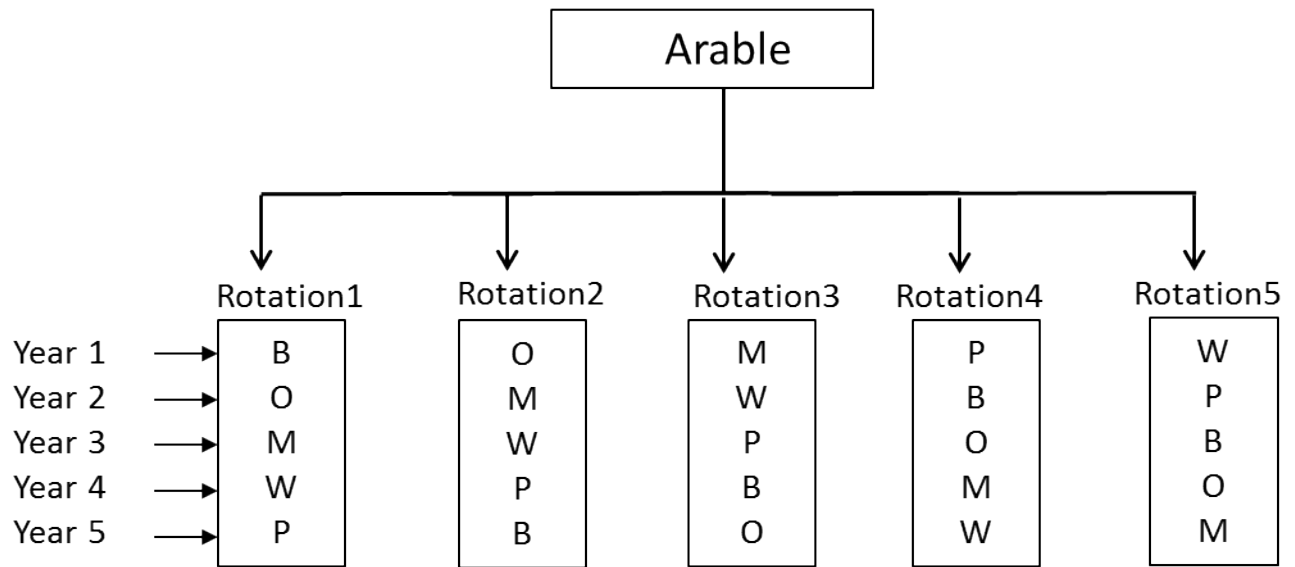 Arable
Rotation1 Rotation2 Rotation3 Rotation4 Rotation5
Year 1 B O M P W
Year 2 O M W B P
Year 3 M W P O B
Year 4 W P B M O
Year 5 P B O W M